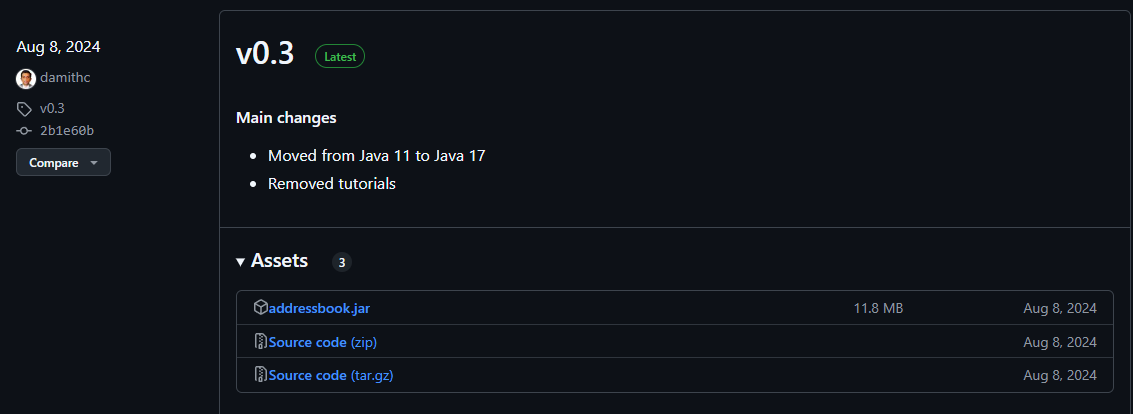 Aug 8, 2024
damithc
v0.3
2b1e60b
Compare
v0.3 Latest
Main changes
Moved from Java 11 to Java 17
Removed tutorials
Assets 3
addressbook.jar 11.8 MB Aug 8, 2024
Source code (zip) Aug 8, 2024
Source code (tar.gz) Aug 8, 2024